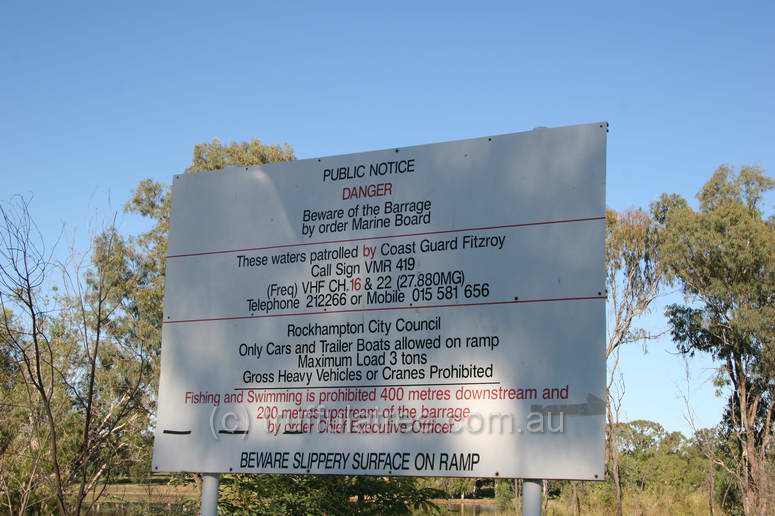 PUBLIC NOTICE
DANGER
Beware of the Barrage
by order Marine Board
These waters patrolled by Coast Guard Fitzroy
Call Sign VMR 419
(Freq) VHF CH.16 & 22 (27,880MG)
Telephone 212266 or Mobile 015 581 656
Rockhampton City Council
Only Cars and Trailer Boats allowed on ramp
Maximum Load 3 tons
Gross Heavy Vehicles or Cranes Prohibited
Fishing and Swimming is prohibited 400 metres downstream and
200 metres upstream of the barrage
by order Chief Executive Officer
BEWARE SLIPPERY SURFACE ON RAMP